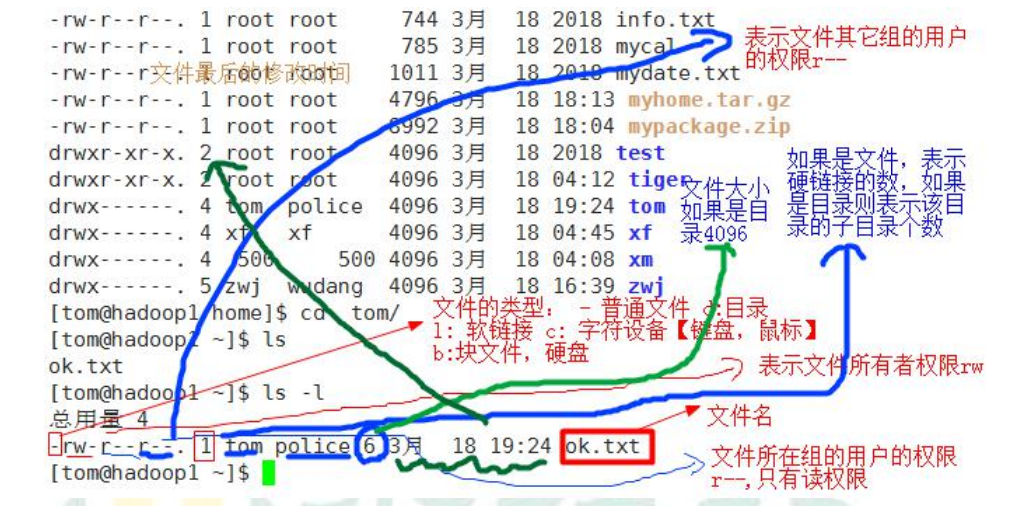 -rw-r--r--. 1 root root 744 3月 18 2018 info.txt
-rw-r--r--. 1 root root 785 3月 18 2018 mycal
表示文件其它组的用户
的权限r--
-rw-r--r--. 1 root root 1011 3月 18 2018 mydate.txt
文件最后的修改时间
-rw-r--r--. 1 root root 4796 3月 18 18:13 myhome.tar.gz
-rw-r--r--. 1 root root 8992 3月 18 18:04 mypackage.zip
drwxr-xr-x. 2 root root 4096 3月 18 2018 test
drwxr-xr-x. 2 root root 4096 3月 18 04:12 tiger
drwx------. 4 tom police 4096 3月 18 19:24 tom
drwx------. 4 xf xf 4096 3月 18 04:45 xf
drwx------. 4 500 500 4096 3月 18 04:08 xm
drwx------. 5 zwj wudang 4096 3月 18 16:39 zwj
文件大小
如果是目
录4096
如果是文件，表示
硬链接的数，如果
是目录则表示该目
录的子目录个数
[tom@hadoop1 home]$ cd tom/
[tom@hadoop1 ~]$ ls
文件的类型： - 普通文件 d:目录
l: 软链接 c: 字符设备【键盘，鼠标】
b:块文件，硬盘
ok.txt
表示文件所有者权限rw
[tom@hadoop1 ~]$ ls -l
总用量 4
文件名
-rw-r--r--. 1 tom police 6 3月 18 19:24 ok.txt
[tom@hadoop1 ~]$
文件所在组的用户的权限
r--,只有读权限